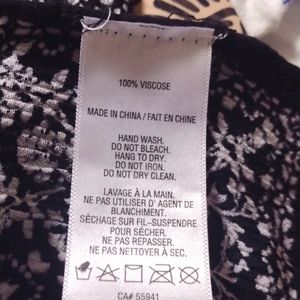 100% VISCOSE
MADE IN CHINA / FAIT EN CHINE
HAND WASH.
DO NOT BLEACH.
HANG TO DRY.
DO NOT IRON.
DO NOT DRY CLEAN.
LAVAGE À LA MAIN.
NE PAS UTILISER D' AGENT DE
BLANCHIMENT.
SÉCHAGE SUR FIL-SUSPENDRE
POUR SÉCHER.
NE PAS REPASSER.
NE PAS NETTOYER À SEC.
CA# 55941